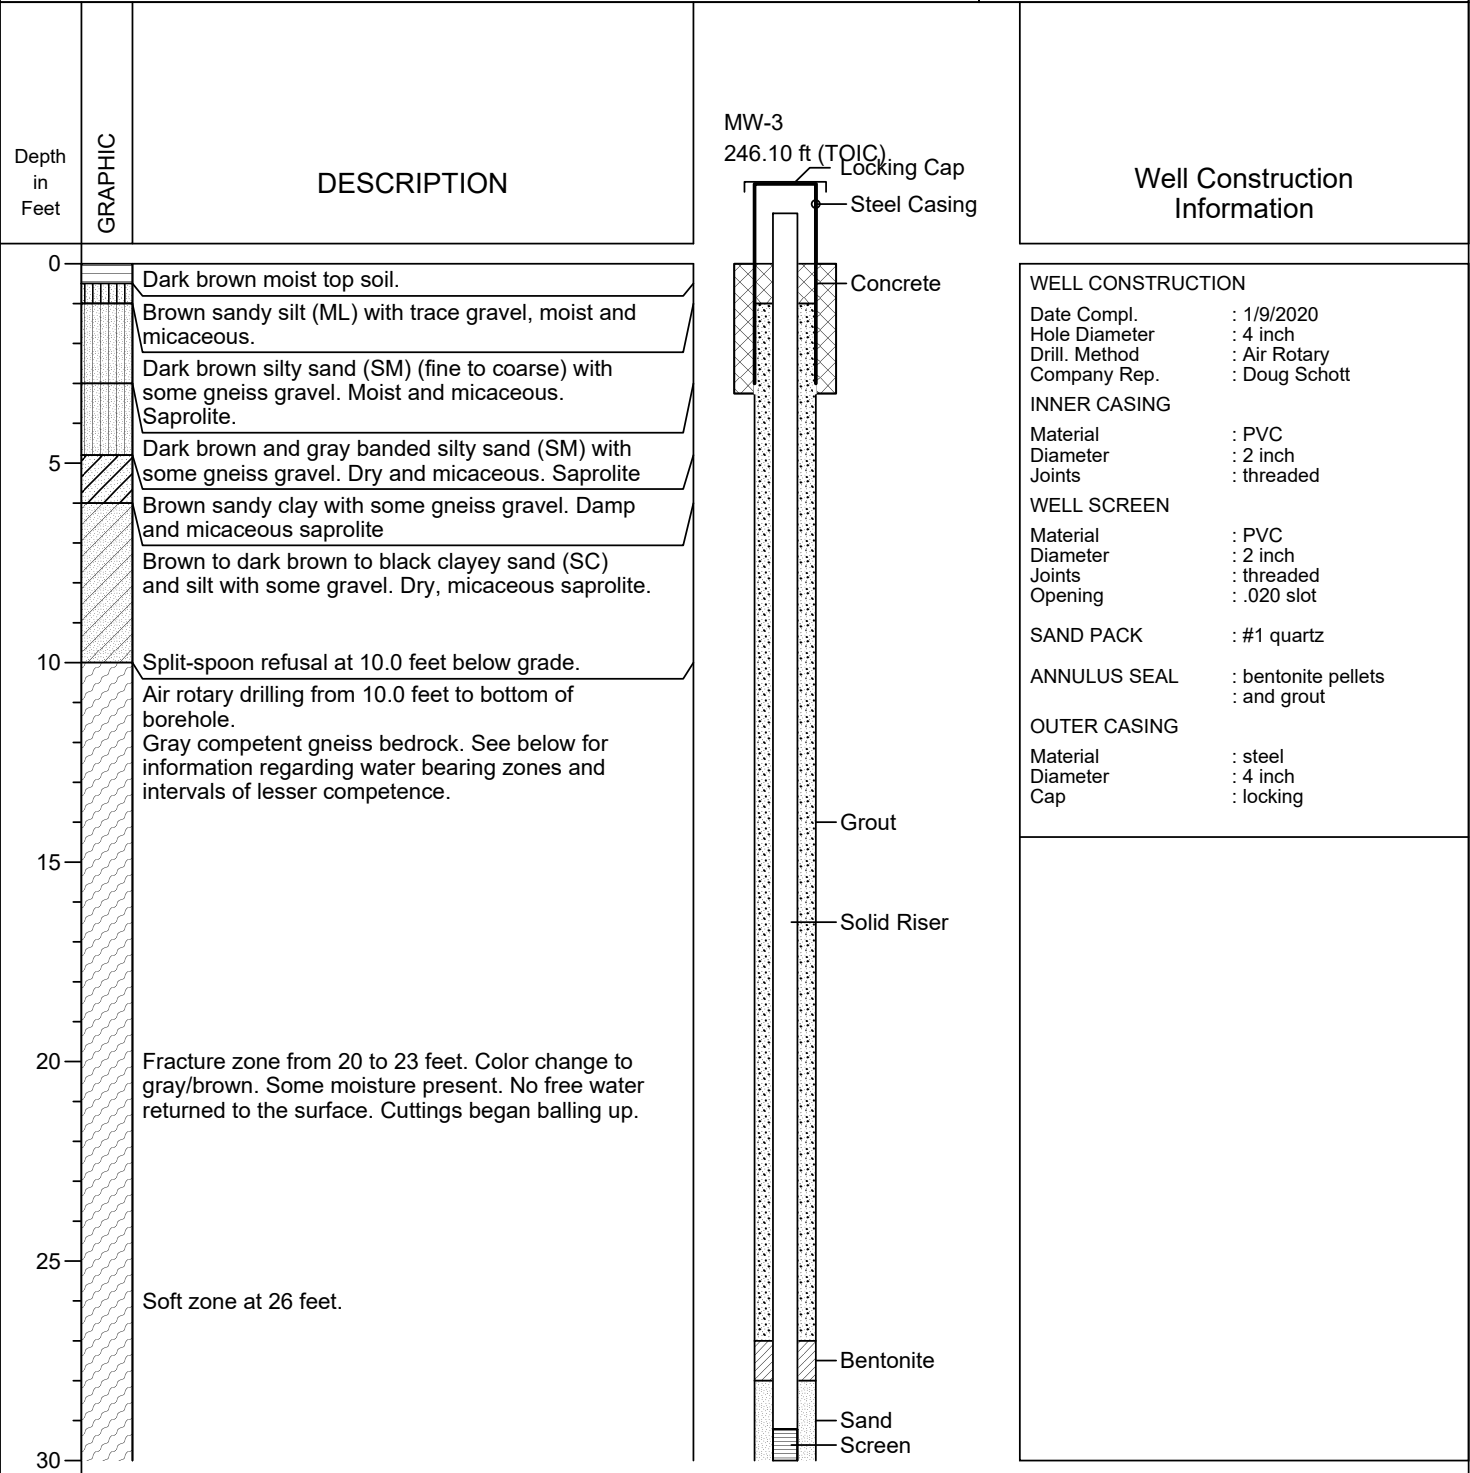 Depth
in
Feet
GRAPHIC
DESCRIPTION
MW-3
246.10 ft (TOIC)
Locking Cap
Steel Casing
Well Construction
Information
0
5
10
15
20
25
30
Dark brown moist top soil.
Brown sandy silt (ML) with trace gravel, moist and
micaceous.
Dark brown silty sand (SM) (fine to coarse) with
some gneiss gravel. Moist and micaceous.
Saprolite.
Dark brown and gray banded silty sand (SM) with
some gneiss gravel. Dry and micaceous. Saprolite
Brown sandy clay with some gneiss gravel. Damp
and micaceous saprolite
Brown to dark brown to black clayey sand (SC)
and silt with some gravel. Dry, micaceous saprolite.
Split-spoon refusal at 10.0 feet below grade.
Air rotary drilling from 10.0 feet to bottom of
borehole.
Gray competent gneiss bedrock. See below for
information regarding water bearing zones and
intervals of lesser competence.
Fracture zone from 20 to 23 feet. Color change to
gray/brown. Some moisture present. No free water
returned to the surface. Cuttings began balling up.
Soft zone at 26 feet.
Concrete
Grout
Solid Riser
Bentonite
Sand
Screen
WELL CONSTRUCTION
Date Compl. : 1/9/2020
Hole Diameter : 4 inch
Drill. Method : Air Rotary
Company Rep. : Doug Schott
INNER CASING
Material : PVC
Diameter : 2 inch
Joints : threaded
WELL SCREEN
Material : PVC
Diameter : 2 inch
Joints : threaded
Opening : .020 slot
SAND PACK : #1 quartz
ANNULUS SEAL : bentonite pellets
: and grout
OUTER CASING
Material : steel
Diameter : 4 inch
Cap : locking